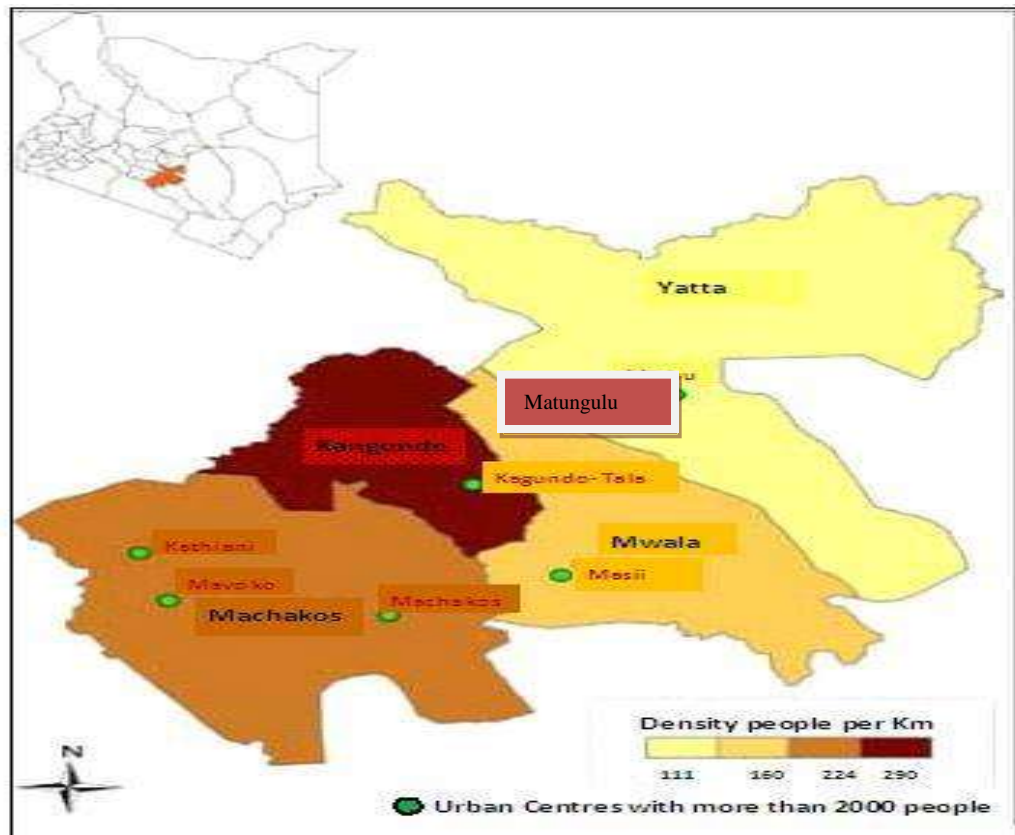 Yatta
Matungulu
Kangondo
Kagundo-Tala
Mwala
Kathiani
Masii
Mavoko
Machakos
Machakos
Density people per Km
111 160 224 290
N
Urban Centres with more than 2000 people